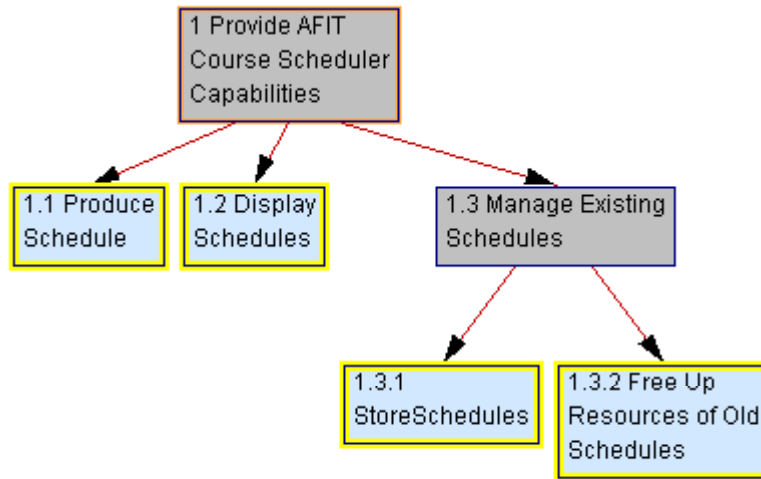 1 Provide AFIT
Course Scheduler
Capabilities
1.1 Produce
Schedule
1.2 Display
Schedules
1.3 Manage Existing
Schedules
1.3.1
StoreSchedules
1.3.2 Free Up
Resources of Old
Schedules